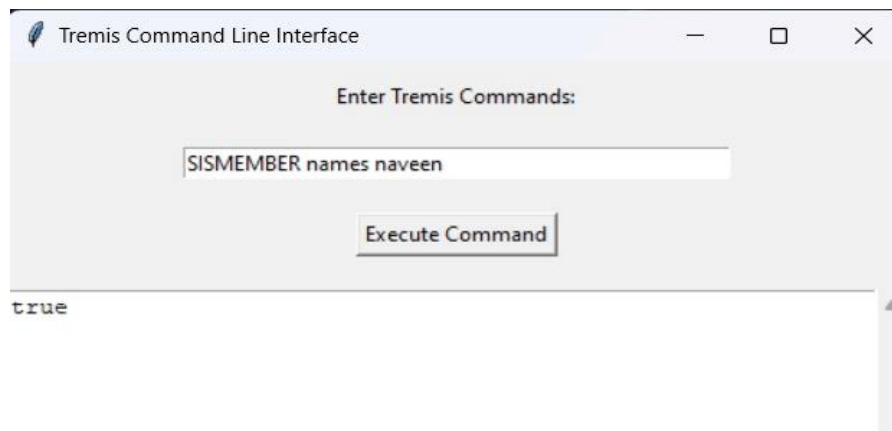 Tremis Command Line Interface
Enter Tremis Commands:
SISMEMBER names naveen
Execute Command
true